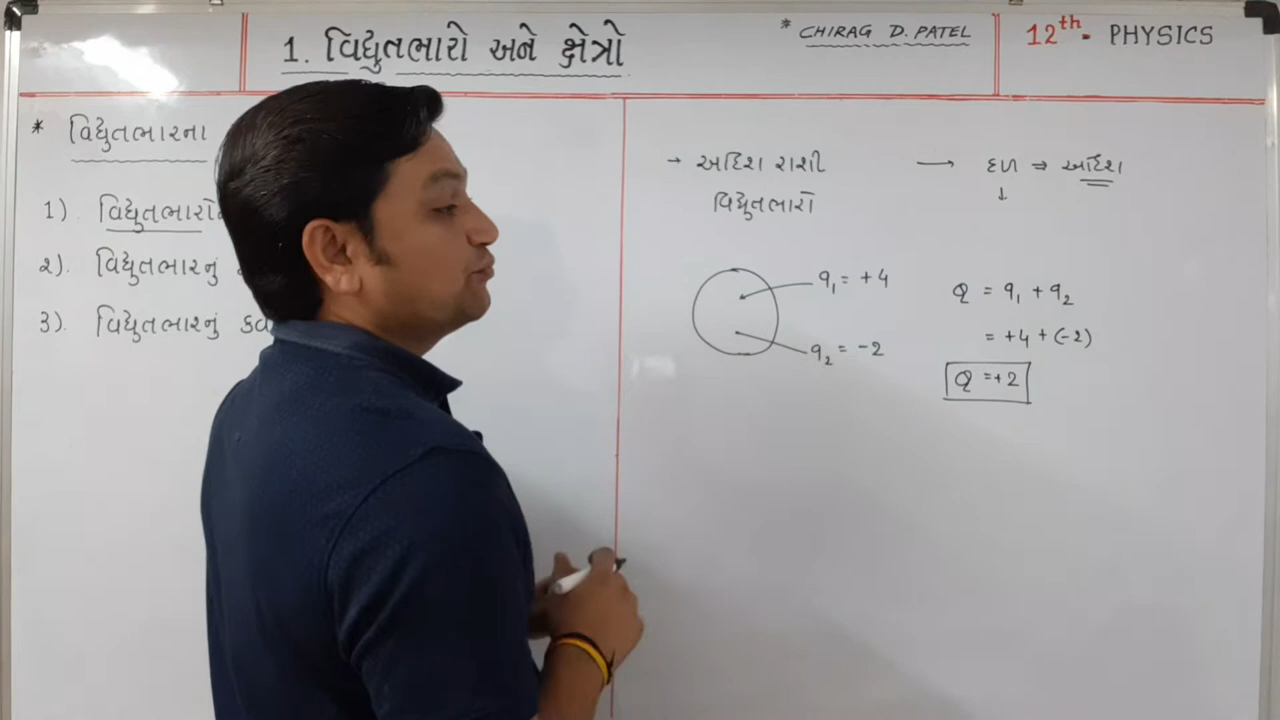 1. વિદ્યુતભારો અને ક્ષેત્રો
* CHIRAG D. PATEL
12th. PHYSICS
* વિદ્યુતભારના
1). વિદ્યુતભારોન
2). વિદ્યુતભારનું
3). વિદ્યુતભારનું ક્વ
→ અદિશ રાશી → દળ ⇒ અદિશ
↓
વિદ્યુતભારો
q₁ = +4
q₂ = -2
Q = q₁ + q₂
= +4 + (-2)
Q = +2